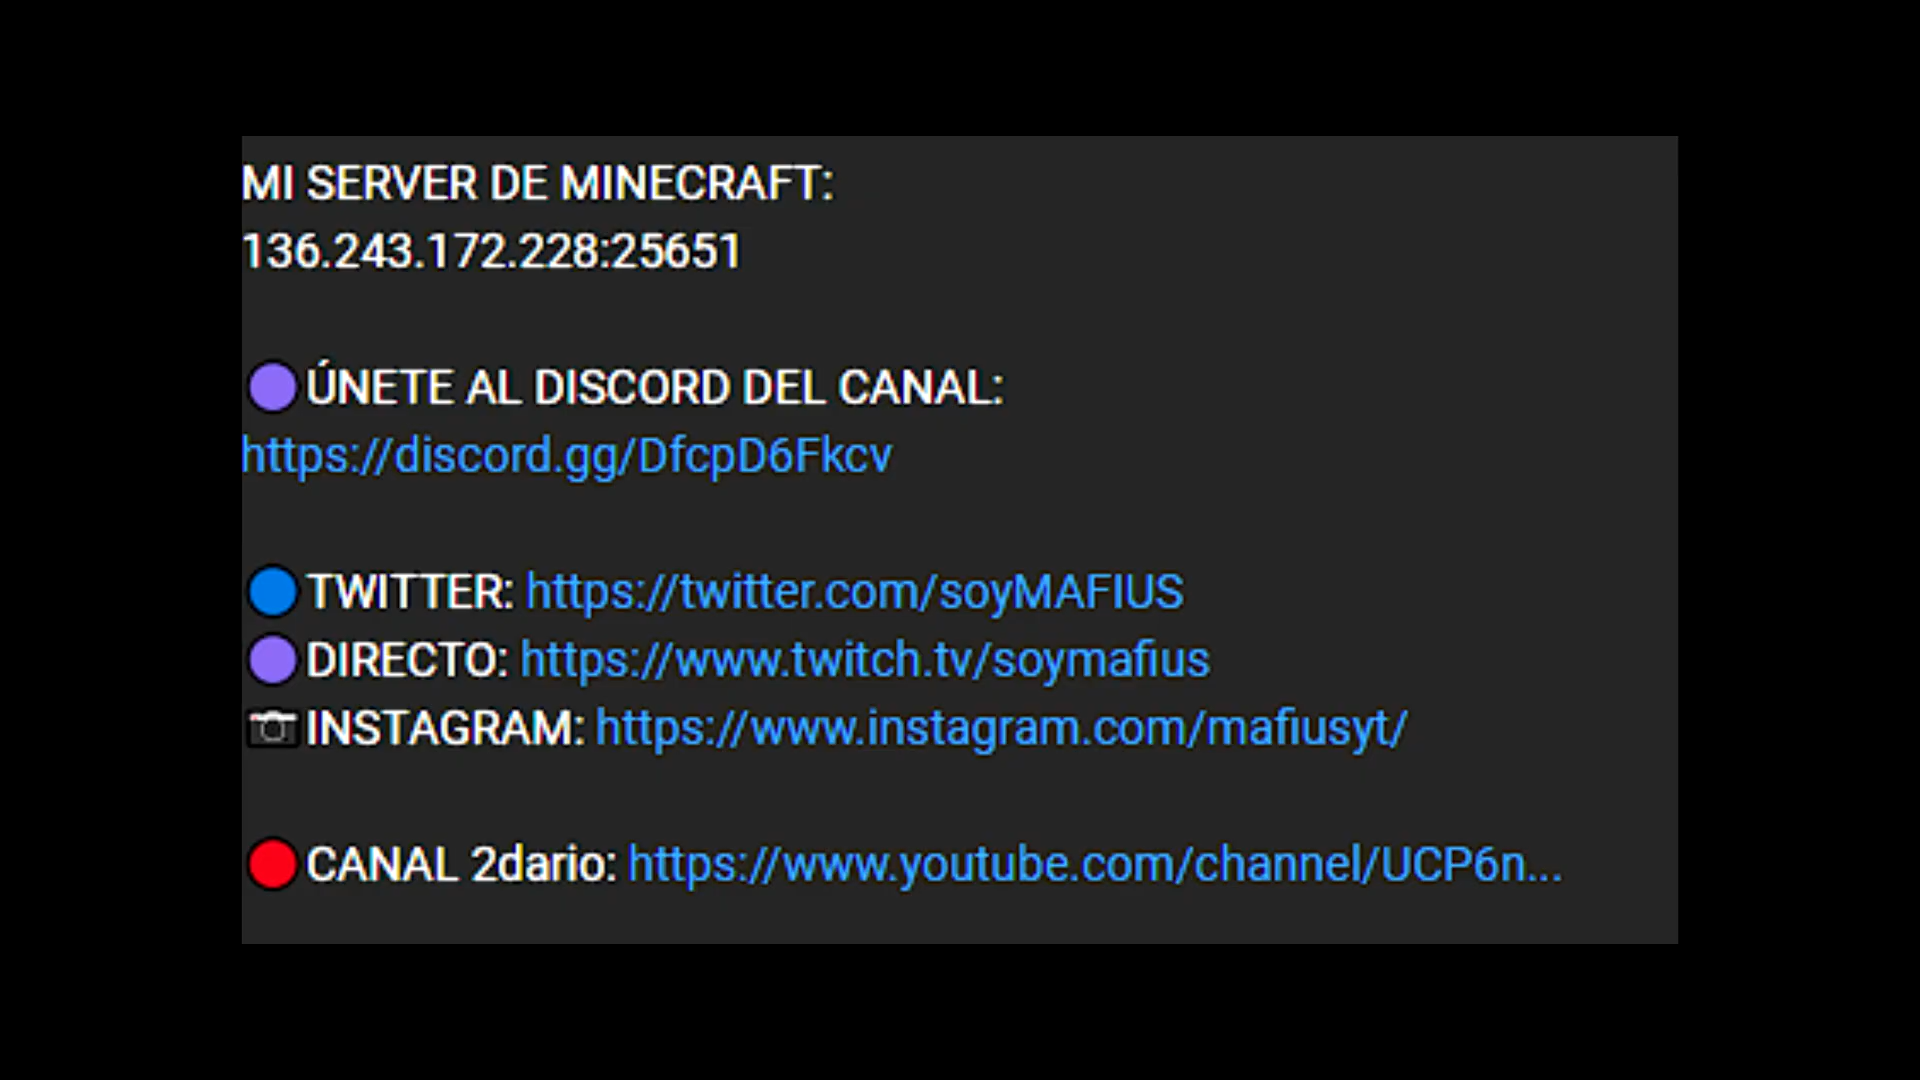 MI SERVER DE MINECRAFT:
136.243.172.228:25651
ÚNETE AL DISCORD DEL CANAL:
https://discord.gg/DfcpD6Fkcv
TWITTER: https://twitter.com/soyMAFIUS
DIRECTO: https://www.twitch.tv/soymafius
INSTAGRAM: https://www.instagram.com/mafiusyt/
CANAL 2dario: https://www.youtube.com/channel/UCP6n...